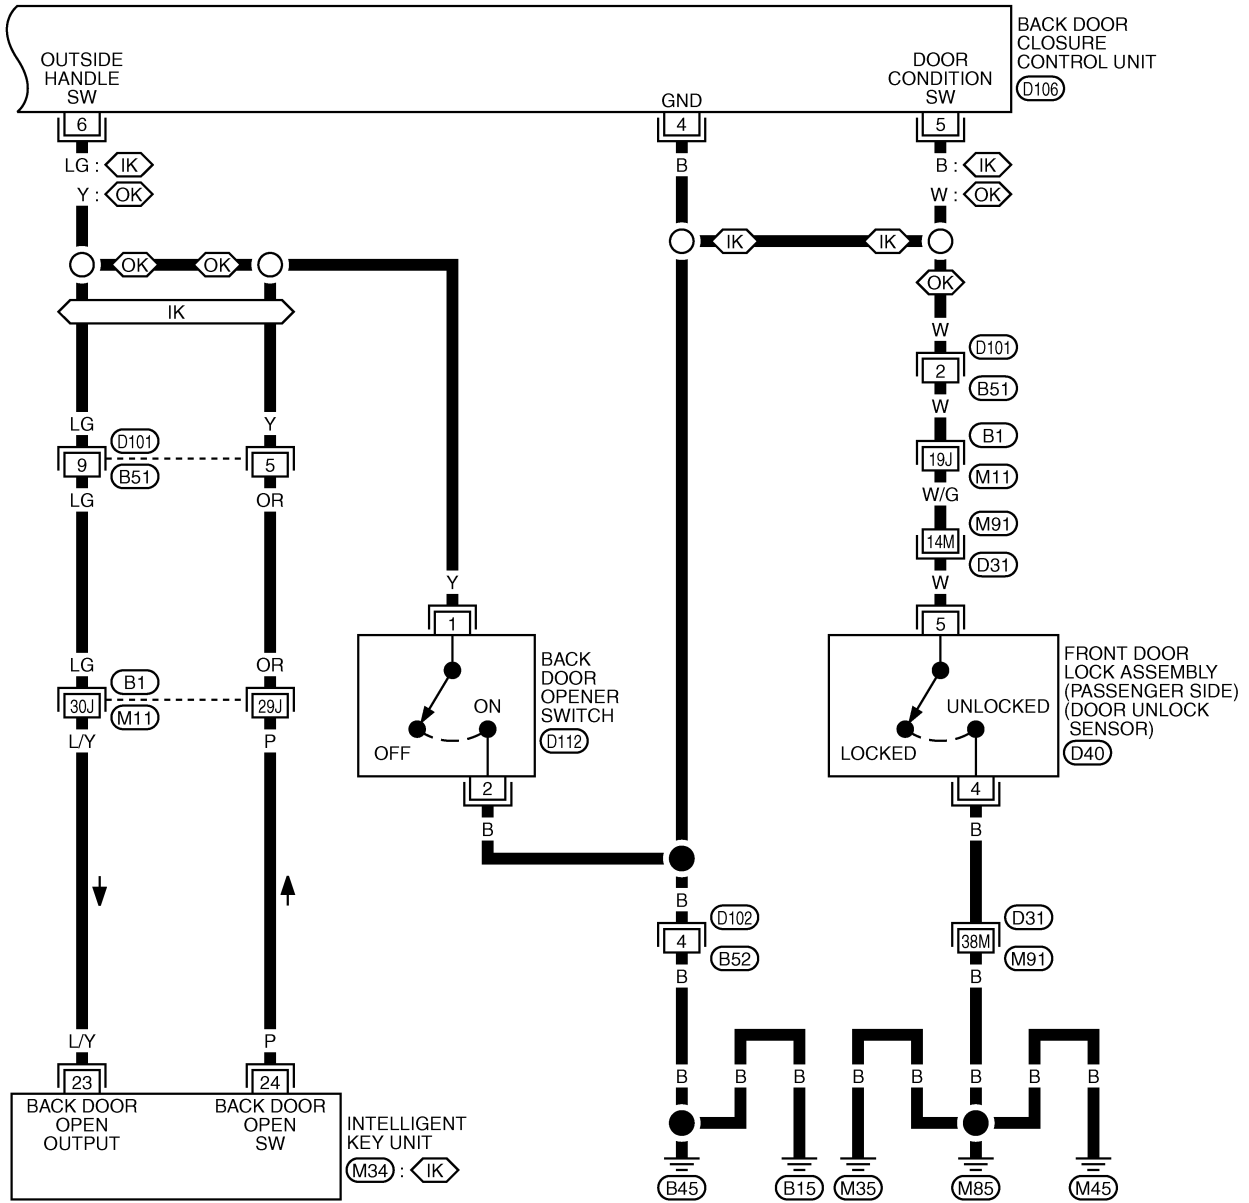 BACK DOOR
CLOSURE
CONTROL UNIT
D106
OUTSIDE
HANDLE
SW
GND
DOOR
CONDITION
SW
6
4
5
LG : IK
Y : OK
B
B : IK
W : OK
IK
IK
OK
OK
OK
IK
W
D101
2
B51
W
LG
Y
D101
9
5
B51
B1
19J
M11
LG
OR
W/G
M91
14M
D31
Y
W
1
5
LG
OR
B1
30J
29J
M11
L/Y
P
BACK
DOOR
OPENER
SWITCH
D112
ON
OFF
2
B
FRONT DOOR
LOCK ASSEMBLY
(PASSENGER SIDE)
(DOOR UNLOCK
SENSOR)
D40
UNLOCKED
LOCKED
4
B
B
D102
4
B52
B
D31
38M
M91
B
L/Y
P
23
24
BACK DOOR
OPEN
OUTPUT
BACK DOOR
OPEN
SW
INTELLIGENT
KEY UNIT
M34 : IK
B
B
B
B
B
B
B
B
B45
B15
M35
M85
M45